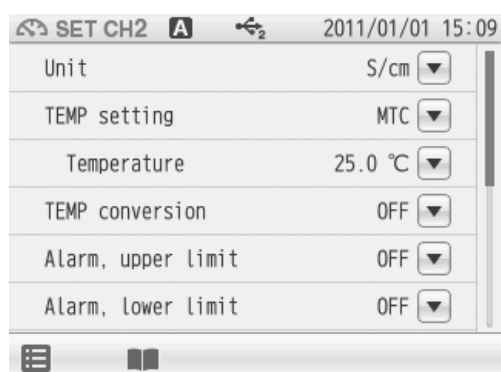 SET CH2 A 2 2011/01/01 15:09
Unit S/cm
TEMP setting MTC
Temperature 25.0 ℃
TEMP conversion OFF
Alarm, upper limit OFF
Alarm, lower limit OFF